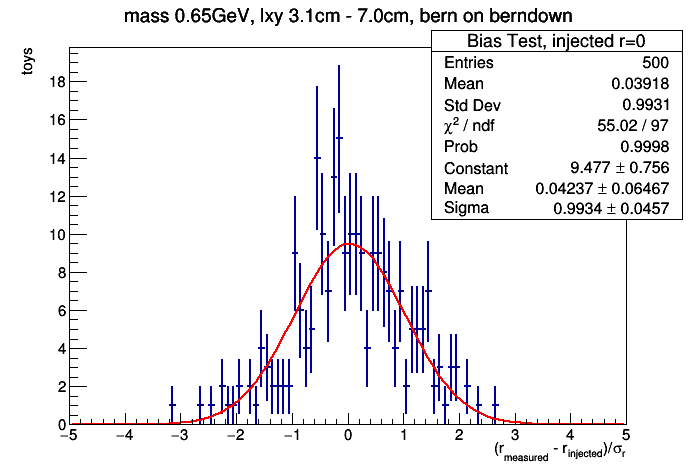 mass 0.65GeV, lxy 3.1cm - 7.0cm, bern on berndown
Bias Test, injected r=0
Entries 500
Mean 0.03918
Std Dev 0.9931
χ² / ndf 55.02 / 97
Prob 0.9998
Constant 9.477 ± 0.756
Mean 0.04237 ± 0.06467
Sigma 0.9934 ± 0.0457
toys
18
16
14
12
10
8
6
4
2
0
−5 −4 −3 −2 −1 0 1 2 3 4 5
(r_measured - r_injected)/σ_r